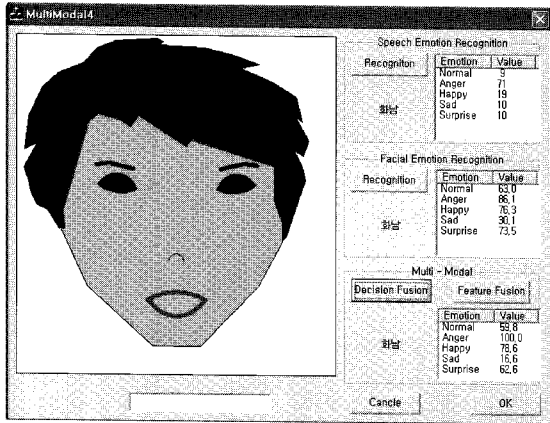 MultiModal4
Speech Emotion Recognition
Recogniton
화남
Emotion Value
Normal 9
Anger 71
Happy 19
Sad 10
Surprise 10
Facial Emotion Recognition
Recognition
화남
Emotion Value
Normal 63,0
Anger 86,1
Happy 76,3
Sad 30,1
Surprise 73,5
Multi - Modal
Decision Fusion Feature Fusion
화남
Emotion Value
Normal 59,8
Anger 100,0
Happy 78,6
Sad 16,6
Surprise 62,6
Cancle OK